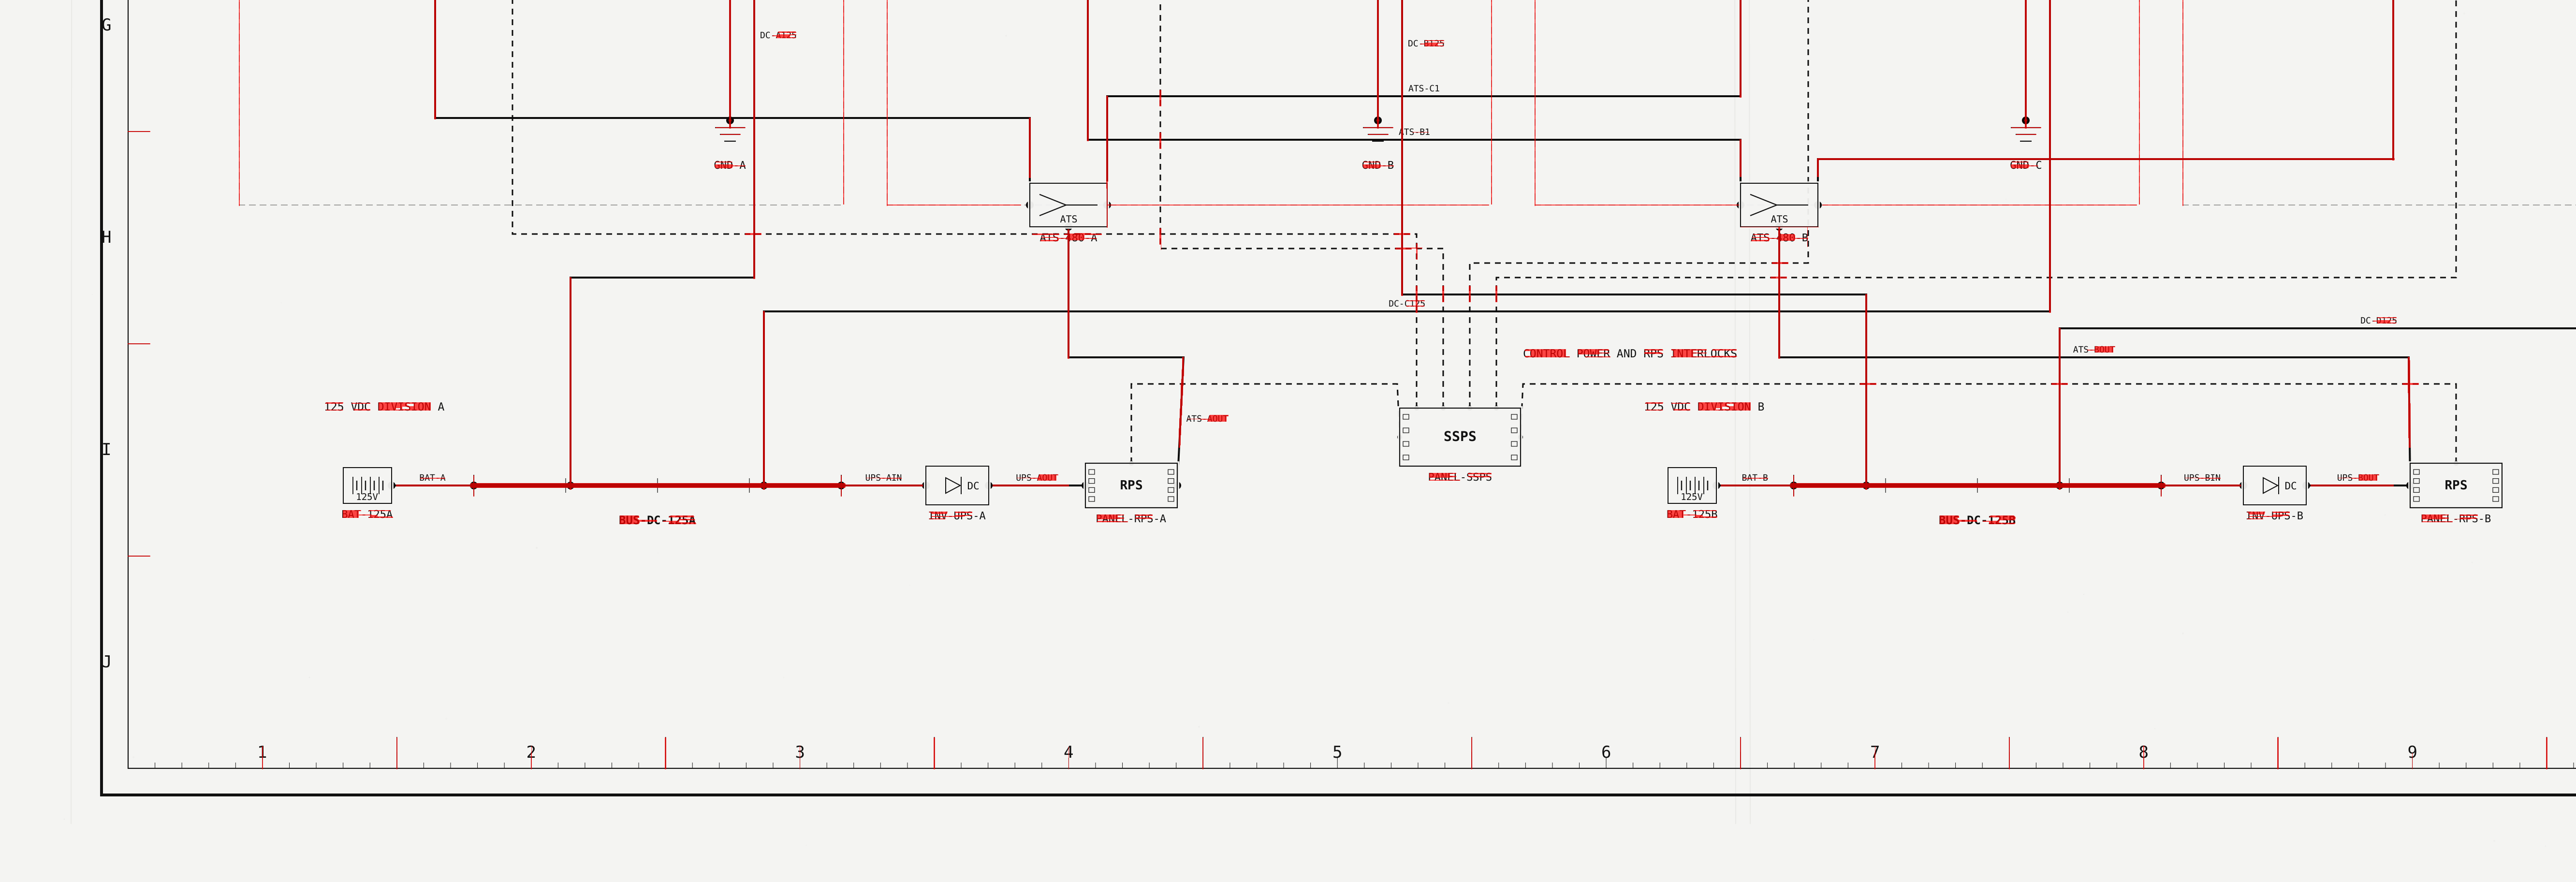 G
DC-A125
DC-B125
ATS-C1
ATS-B1
GND-A
GND-B
GND-C
ATS
ATS
H
ATS-480-A
ATS-480-B
DC-C125
DC-D125
CONTROL POWER AND RPS INTERLOCKS
ATS-BOUT
125 VDC DIVISION A
125 VDC DIVISION B
ATS-AOUT
SSPS
I
PANEL-SSPS
BAT-A
UPS-AIN
UPS-AOUT
BAT-B
UPS-BIN
UPS-BOUT
DC
RPS
DC
RPS
125V
125V
BAT-125A
INV-UPS-A
PANEL-RPS-A
BAT-125B
INV-UPS-B
PANEL-RPS-B
BUS-DC-125A
BUS-DC-125B
J
1 2 3 4 5 6 7 8 9